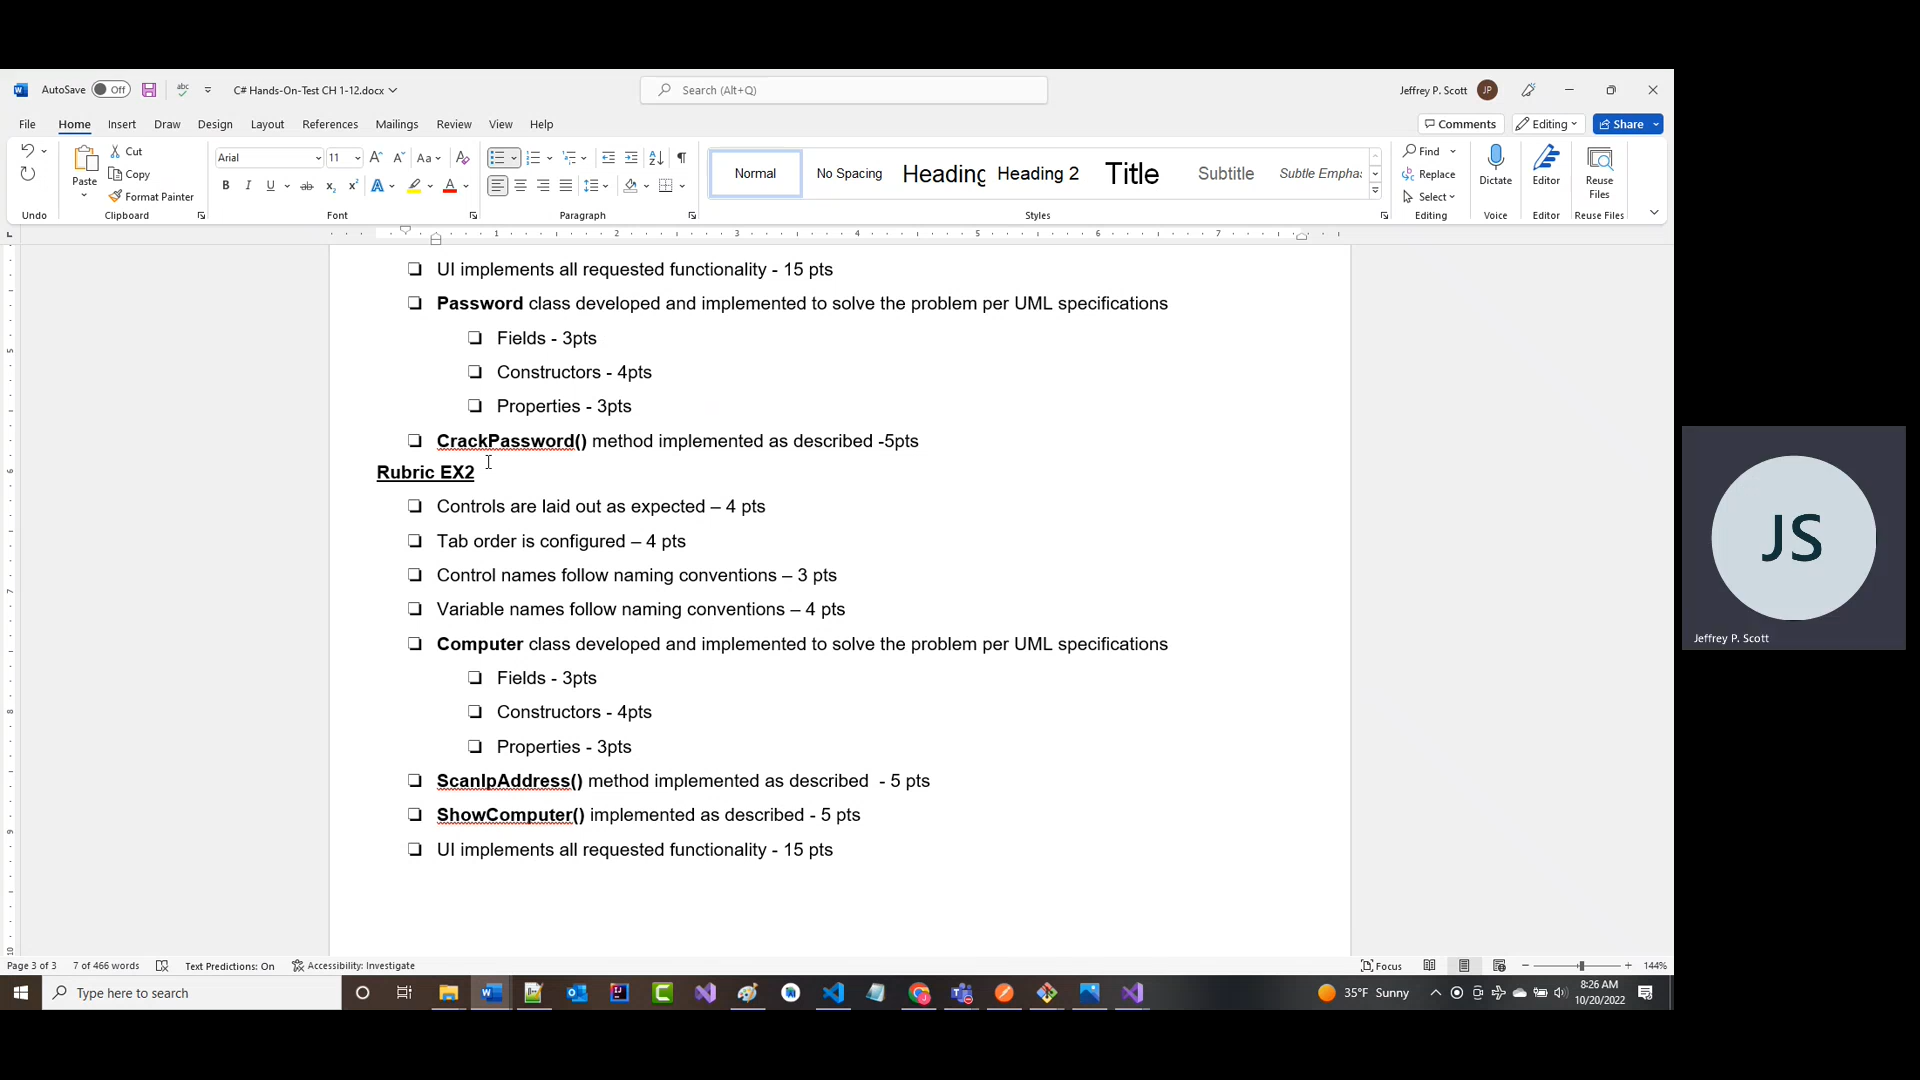 AutoSave Off C# Hands-On-Test CH 1-12.docx Search (Alt+Q) Jeffrey P. Scott JP
File Home Insert Draw Design Layout References Mailings Review View Help Comments Editing Share
Undo
Paste
Cut
Copy
Format Painter
Clipboard
Arial 11
Font
Paragraph
Normal No Spacing Heading Heading 2 Title Subtitle Subtle Empha
Styles
Find
Replace
Select
Editing
Dictate
Voice
Editor
Editor
Reuse
Files
Reuse Files
1 2 3 4 5 6 7
UI implements all requested functionality - 15 pts
Password class developed and implemented to solve the problem per UML specifications
Fields - 3pts
Constructors - 4pts
Properties - 3pts
CrackPassword() method implemented as described -5pts
Rubric EX2
Controls are laid out as expected – 4 pts
Tab order is configured – 4 pts
Control names follow naming conventions – 3 pts
Variable names follow naming conventions – 4 pts
Computer class developed and implemented to solve the problem per UML specifications
Fields - 3pts
Constructors - 4pts
Properties - 3pts
ScanIpAddress() method implemented as described - 5 pts
ShowComputer() implemented as described - 5 pts
UI implements all requested functionality - 15 pts
JS
Jeffrey P. Scott
Page 3 of 3 7 of 466 words Text Predictions: On Accessibility: Investigate Focus 144%
Type here to search 35°F Sunny 8:26 AM
10/20/2022